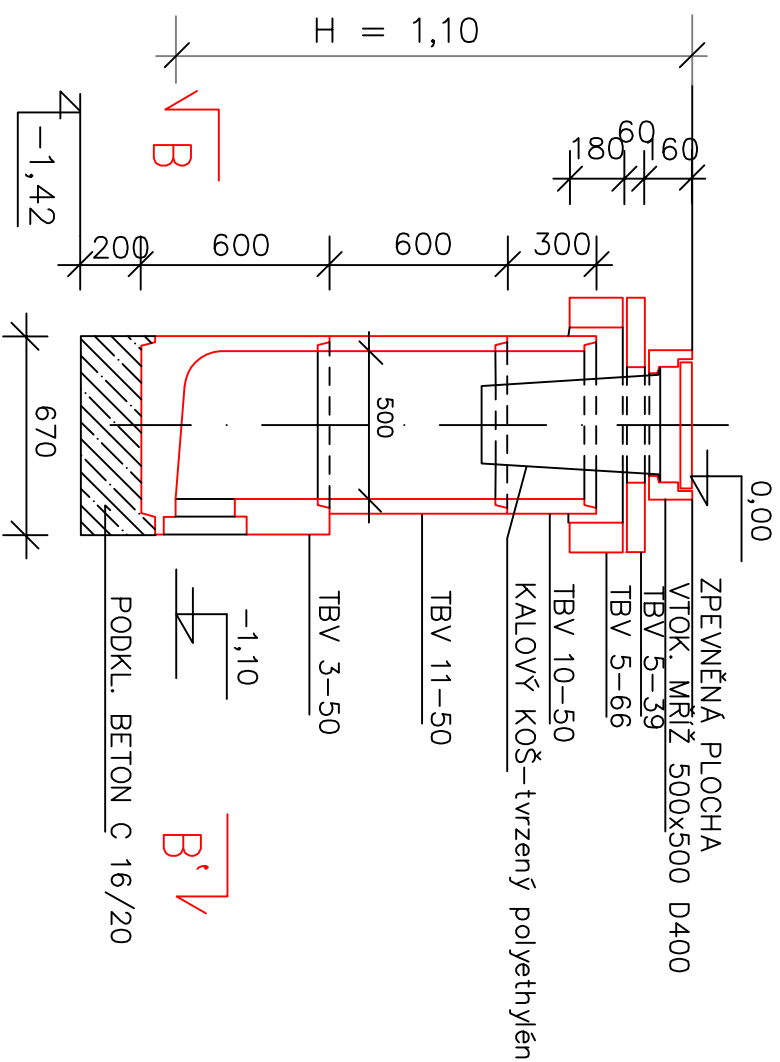 H = 1,10
180
60
160
B
-1,42
200
600
600
300
670
500
0,00
ZPEVNĚNÁ PLOCHA
VTOK. MŘÍŽ 500x500 D400
TBV 5-39
TBV 5-66
TBV 10-50
KALOVÝ KOŠ-tvrzený polyethylén
TBV 11-50
TBV 3-50
-1,10
PODKL. BETON C 16/20
B'